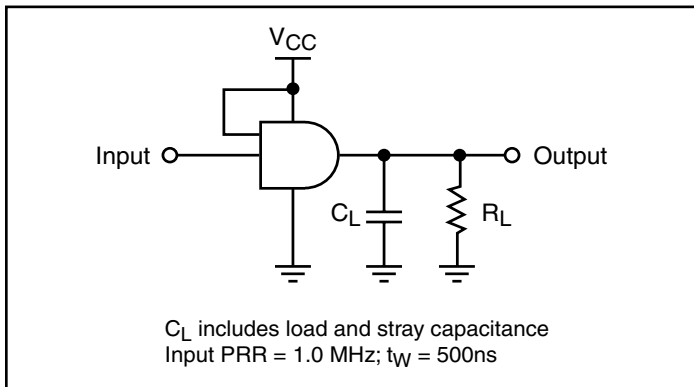 VCC
Input
Output
CL
RL
CL includes load and stray capacitance
Input PRR = 1.0 MHz; tW = 500ns